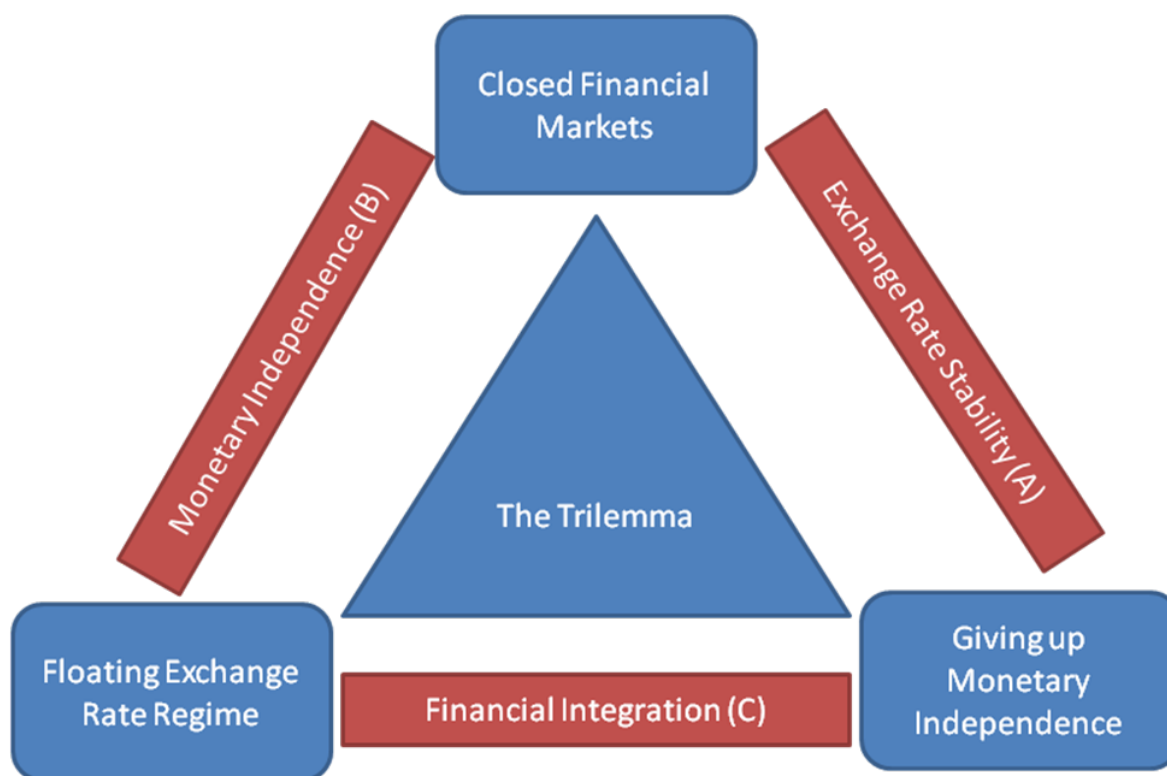 Closed Financial
Markets
Monetary Independence (B)
Exchange Rate Stability (A)
The Trilemma
Floating Exchange
Rate Regime
Financial Integration (C)
Giving up
Monetary
Independence